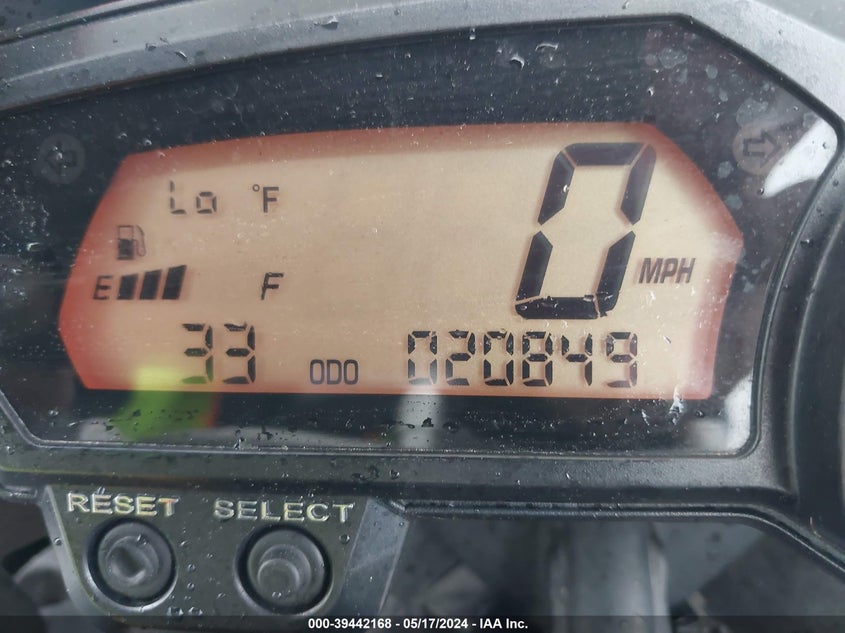 Lo °F
0 MPH
E F
33 ODO 020849
RESET SELECT
000-39442168 - 05/17/2024 - IAA Inc.